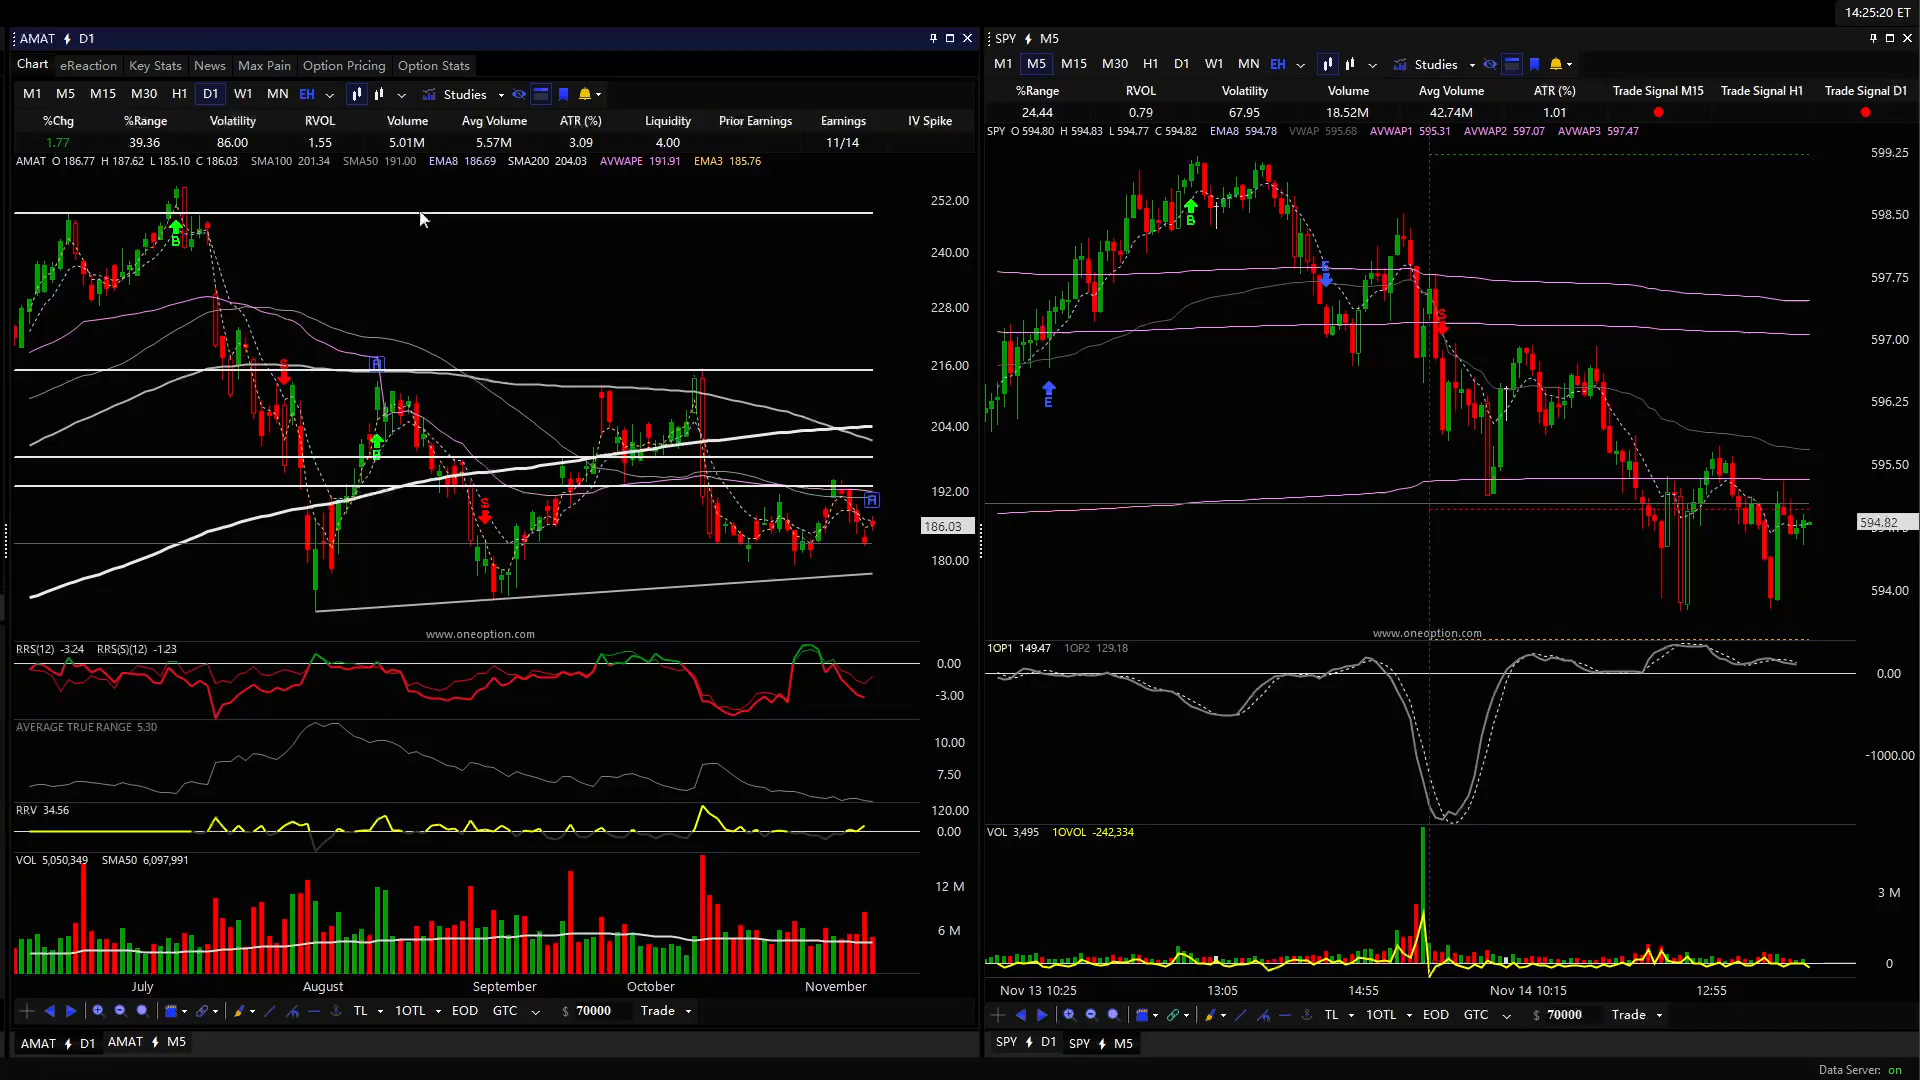 14:25:20 ET
AMAT D1
SPY M5
Chart eReaction Key Stats News Max Pain Option Pricing Option Stats
M1 M5 M15 M30 H1 D1 W1 MN EH Studies
%Chg %Range Volatility RVOL Volume Avg Volume ATR (%) Liquidity Prior Earnings Earnings IV Spike
1.77 39.36 86.00 1.55 5.01M 5.57M 3.09 4.00 11/14
AMAT O 186.77 H 187.62 L 185.10 C 186.03 SMA100 201.34 SMA50 191.00 EMA8 186.69 SMA200 204.03 AVWAPE 191.91 EMA3 185.76
252.00
240.00
228.00
216.00
204.00
192.00
186.03
180.00
B
S
A
B
S
A
www.oneoption.com
RRS(12) -3.24 RRS(S)(12) -1.23
0.00
-3.00
AVERAGE TRUE RANGE 5.30
10.00
7.50
RRV 34.56
120.00
0.00
VOL 5,050,349 SMA50 6,097,991
12 M
6 M
July August September October November
TL 1OTL EOD GTC $ 70000 Trade
AMAT D1 AMAT M5
M1 M5 M15 M30 H1 D1 W1 MN EH Studies
%Range RVOL Volatility Volume Avg Volume ATR (%) Trade Signal M15 Trade Signal H1 Trade Signal D1
24.44 0.79 67.95 18.52M 42.74M 1.01
SPY O 594.80 H 594.83 L 594.77 C 594.82 EMA8 594.78 VWAP 595.68 AVWAP1 595.31 AVWAP2 597.07 AVWAP3 597.47
599.25
598.50
597.75
597.00
596.25
595.50
594.82
594.00
B
E
S
E
www.oneoption.com
1OP1 149.47 1OP2 129.18
0.00
-1000.00
VOL 3,495 1OVOL -242,334
3 M
0
Nov 13 10:25 13:05 14:55 Nov 14 10:15 12:55
TL 1OTL EOD GTC $ 70000 Trade
SPY D1 SPY M5
Data Server: on